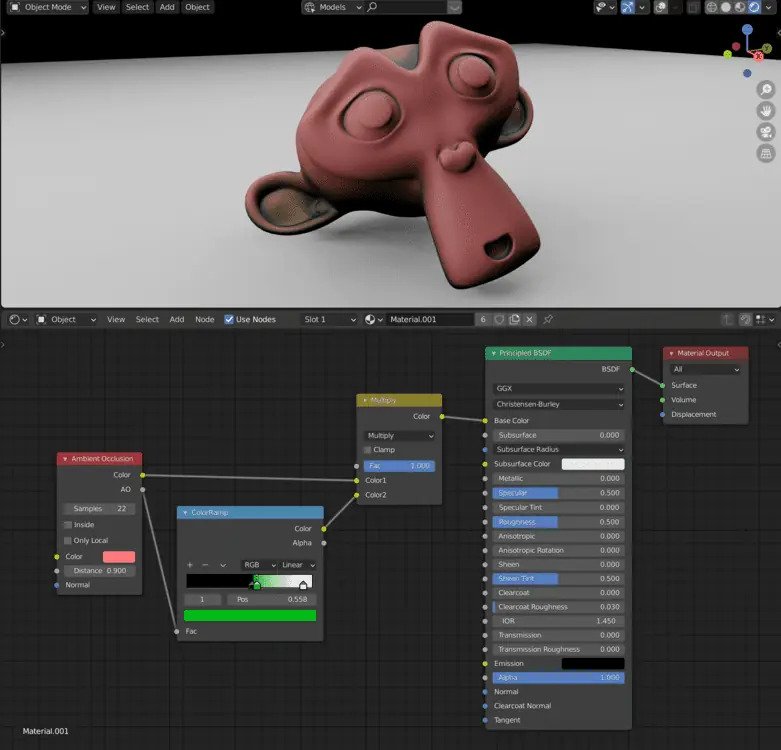 Object Mode View Select Add Object Models
X
Y
Object View Select Add Node Use Nodes Slot 1 Material.001 6
Principled BSDF
BSDF
GGX
Christensen-Burley
Base Color
Subsurface 0.000
Subsurface Radius
Subsurface Color
Metallic 0.000
Specular 0.500
Specular Tint 0.000
Roughness 0.500
Anisotropic 0.000
Anisotropic Rotation 0.000
Sheen 0.000
Sheen Tint 0.500
Clearcoat 0.000
Clearcoat Roughness 0.030
IOR 1.450
Transmission 0.000
Transmission Roughness 0.000
Emission
Alpha 1.000
Normal
Clearcoat Normal
Tangent
Material Output
All
Surface
Volume
Displacement
Multiply
Color
Multiply
Clamp
Fac 1.000
Color1
Color2
Ambient Occlusion
Color
AO
Samples 22
Inside
Only Local
Color
Distance 0.900
Normal
ColorRamp
Color
Alpha
RGB Linear
1 Pos 0.558
Fac
Material.001